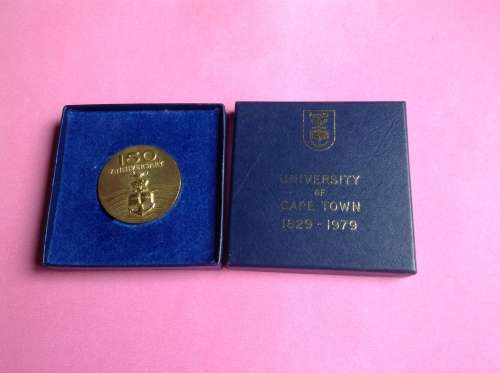 150
ANNIVERSARY
UNIVERSITY
OF
CAPE TOWN
1829-1979